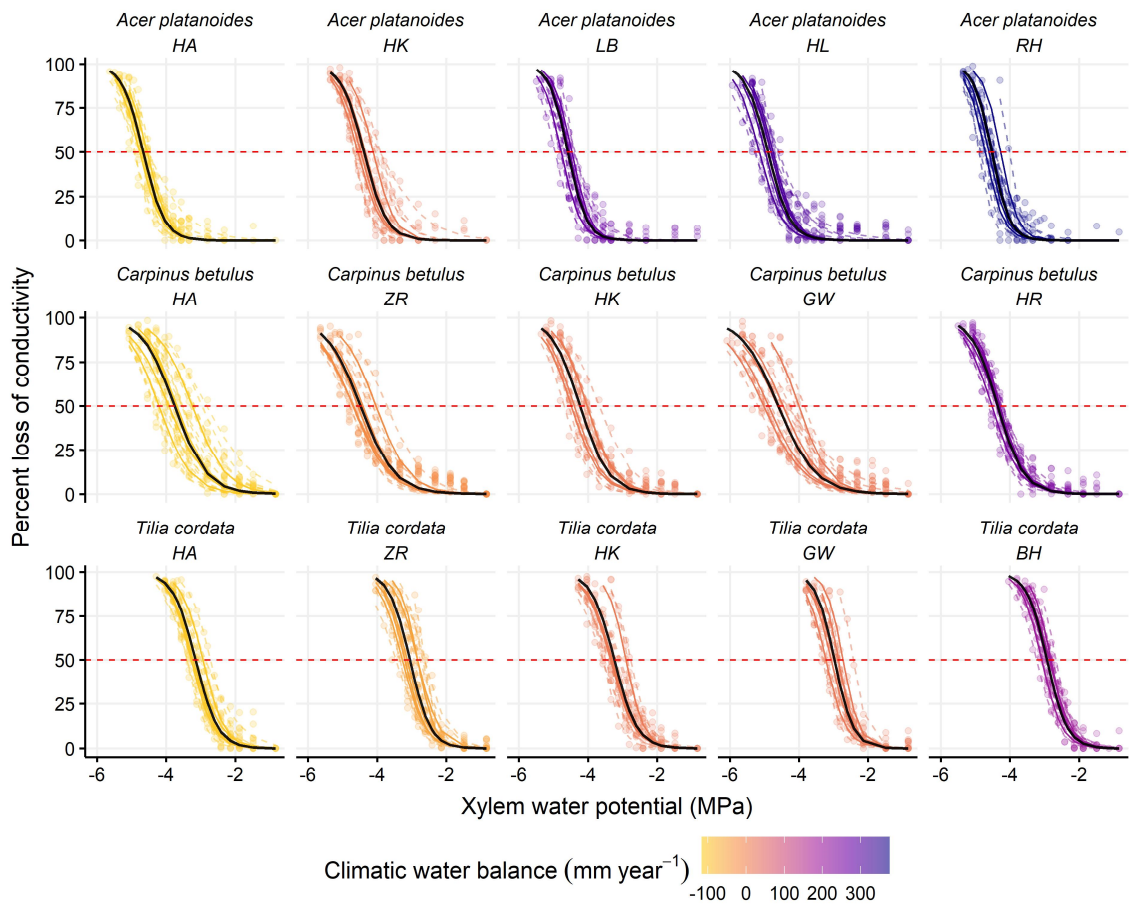 Acer platanoides Acer platanoides Acer platanoides Acer platanoides Acer platanoides
HA HK LB HL RH
100
75
50
25
0
Carpinus betulus Carpinus betulus Carpinus betulus Carpinus betulus Carpinus betulus
HA ZR HK GW HR
100
75
50
25
0
Tilia cordata Tilia cordata Tilia cordata Tilia cordata Tilia cordata
HA ZR HK GW BH
100
75
50
25
0
Percent loss of conductivity
-6 -4 -2 -6 -4 -2 -6 -4 -2 -6 -4 -2 -6 -4 -2
Xylem water potential (MPa)
Climatic water balance (mm year⁻¹)
-100 0 100 200 300